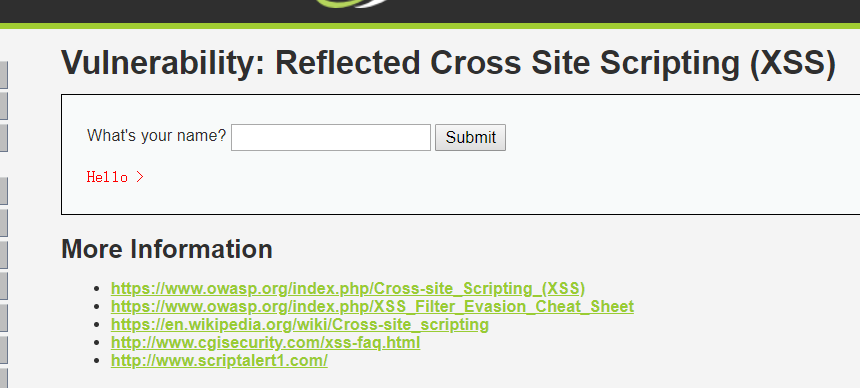 Vulnerability: Reflected Cross Site Scripting (XSS)
What's your name? Submit
Hello >
More Information
https://www.owasp.org/index.php/Cross-site_Scripting_(XSS)
https://www.owasp.org/index.php/XSS_Filter_Evasion_Cheat_Sheet
https://en.wikipedia.org/wiki/Cross-site_scripting
http://www.cgisecurity.com/xss-faq.html
http://www.scriptalert1.com/